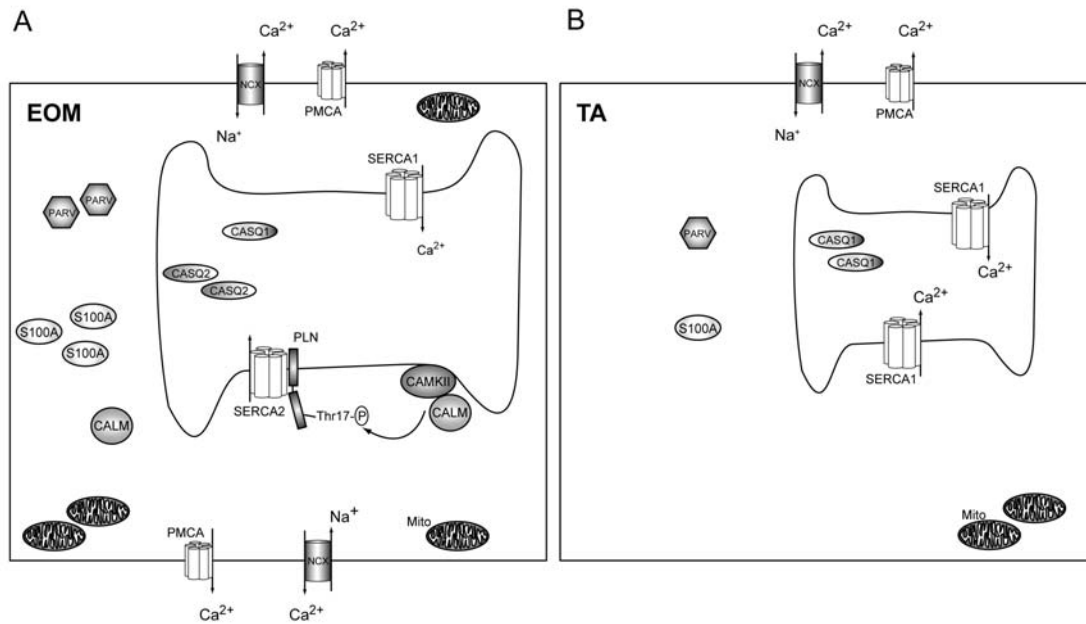 A
Ca2+
Ca2+
NCX
PMCA
EOM
Na+
SERCA1
PARV
PARV
CASQ1
Ca2+
CASQ2
CASQ2
S100A
S100A
S100A
PLN
CAMKII
CALM
SERCA2
Thr17-P
CALM
Na+
PMCA
Mito
NCX
Ca2+
Ca2+
B
Ca2+
Ca2+
NCX
PMCA
TA
Na+
SERCA1
PARV
CASQ1
CASQ1
Ca2+
Ca2+
S100A
SERCA1
Mito